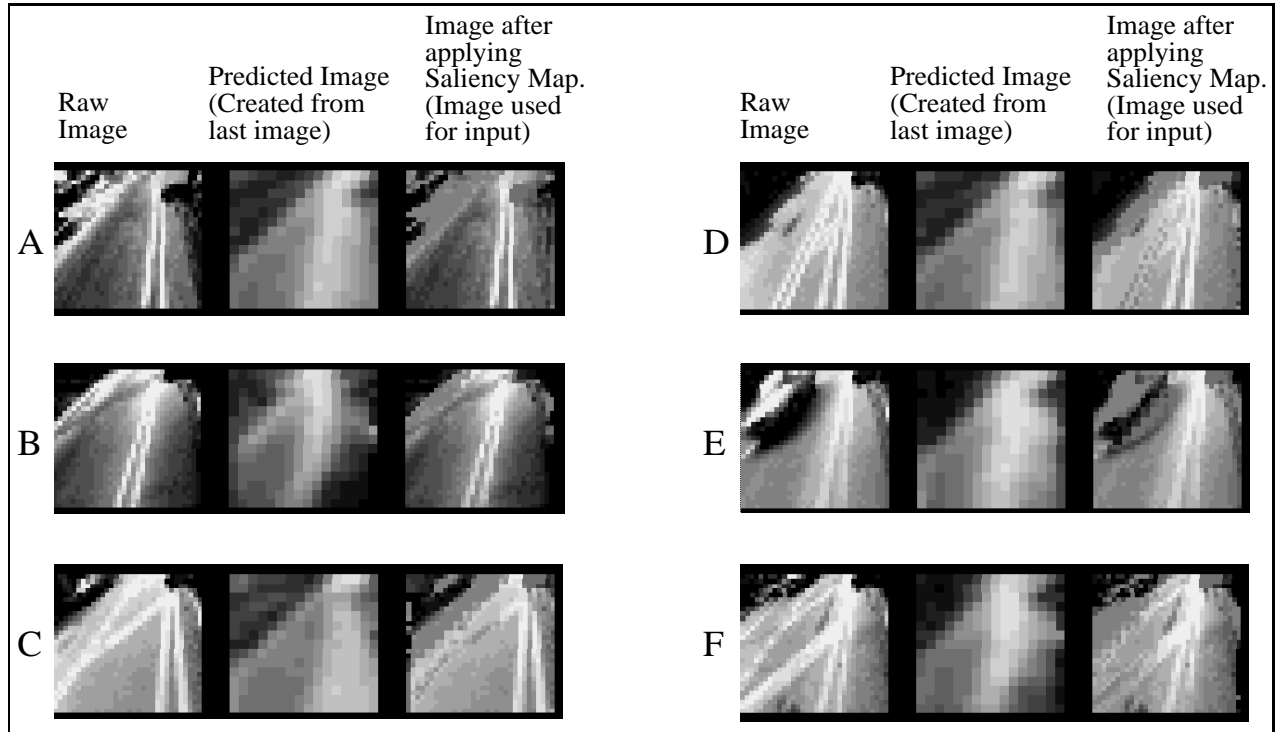 Raw
Image
Predicted Image
(Created from
last image)
Image after
applying
Saliency Map.
(Image used
for input)
Raw
Image
Predicted Image
(Created from
last image)
Image after
applying
Saliency Map.
(Image used
for input)
A
D
B
E
C
F